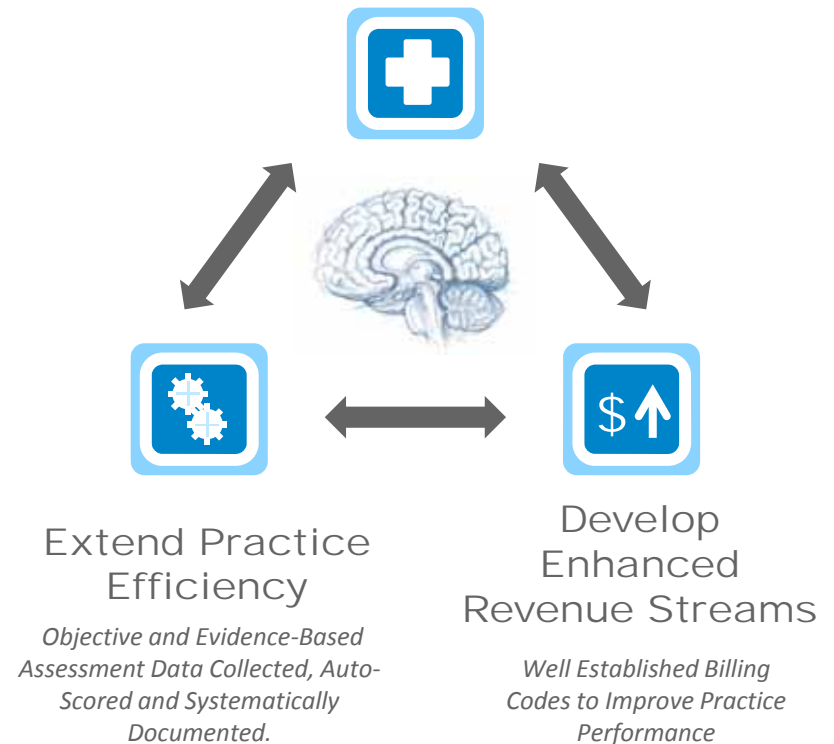 $
Extend Practice
Efficiency
Objective and Evidence-Based
Assessment Data Collected, Auto-
Scored and Systematically
Documented.
Develop
Enhanced
Revenue Streams
Well Established Billing
Codes to Improve Practice
Performance